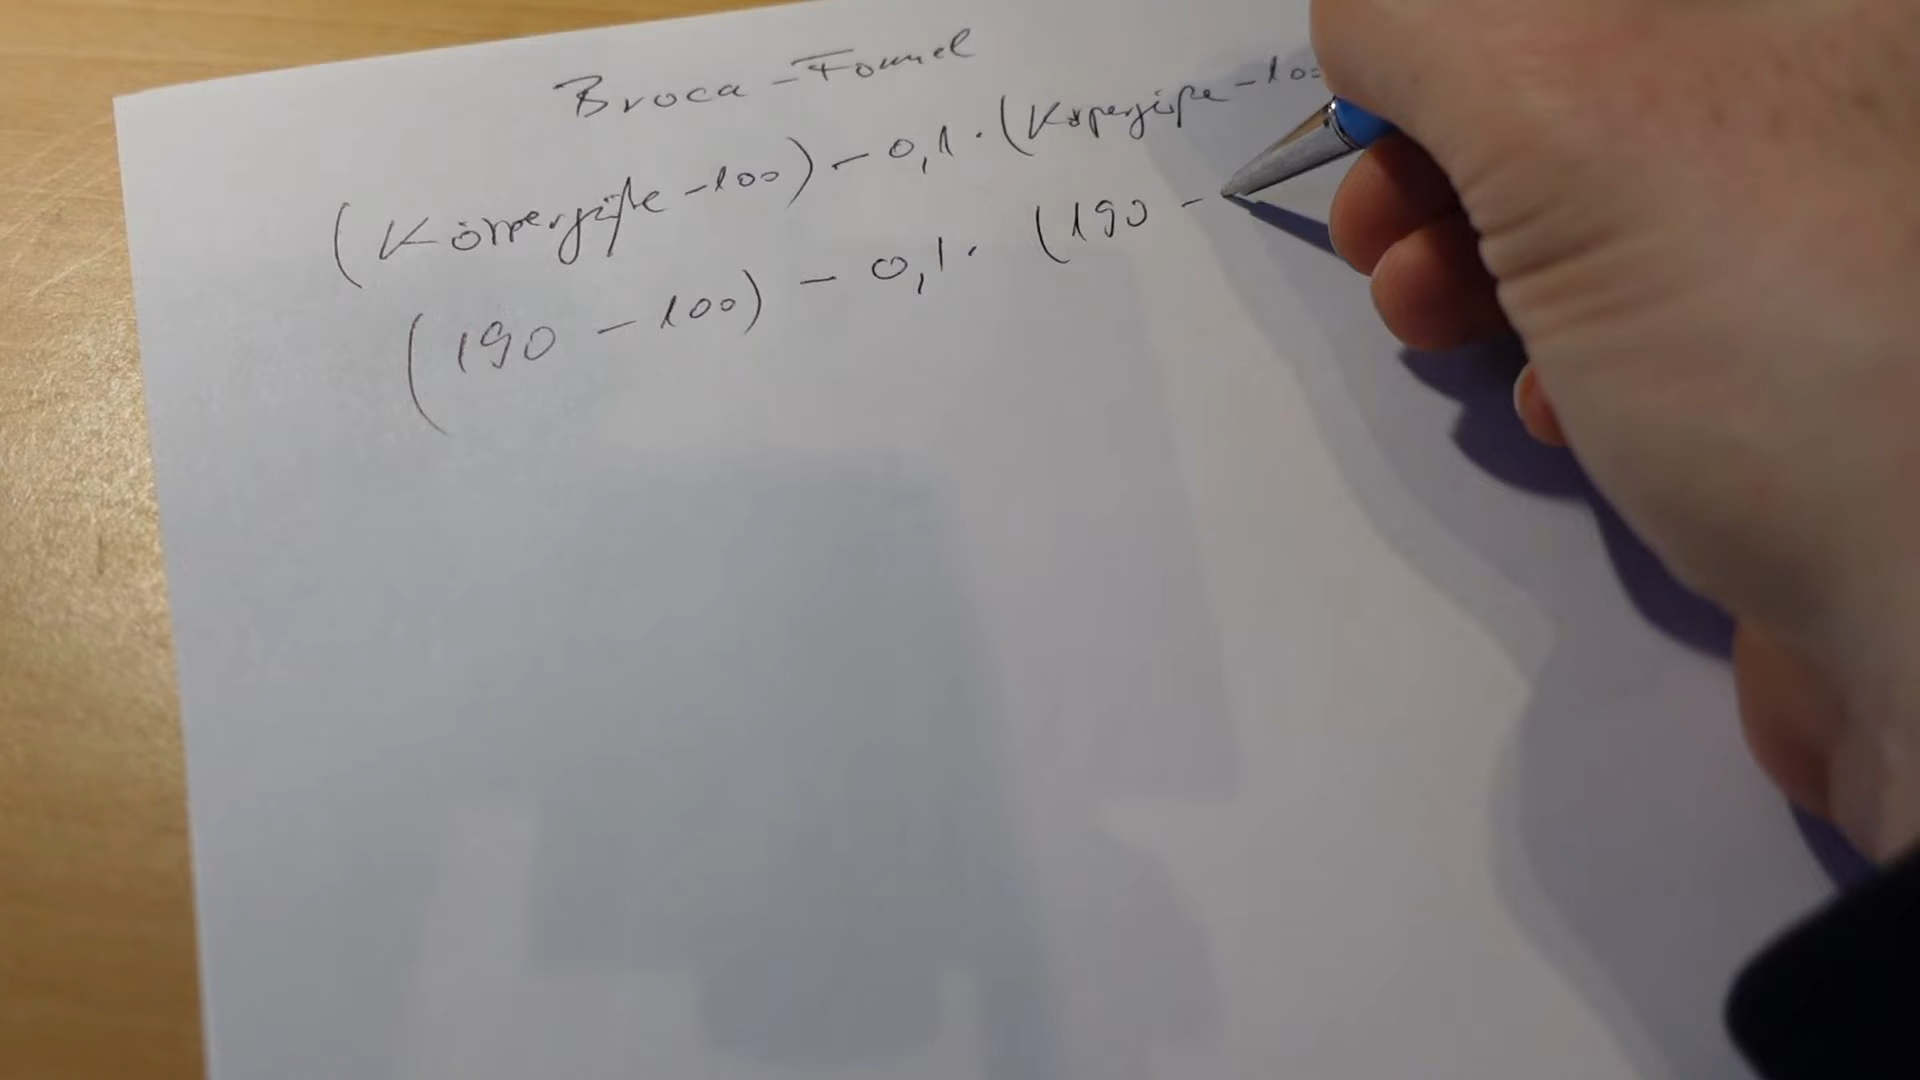 Broca-Formel
(Körpergröße - 100) - 0,1 · (Körpergröße - 100
(190 - 100) - 0,1 · (190 -